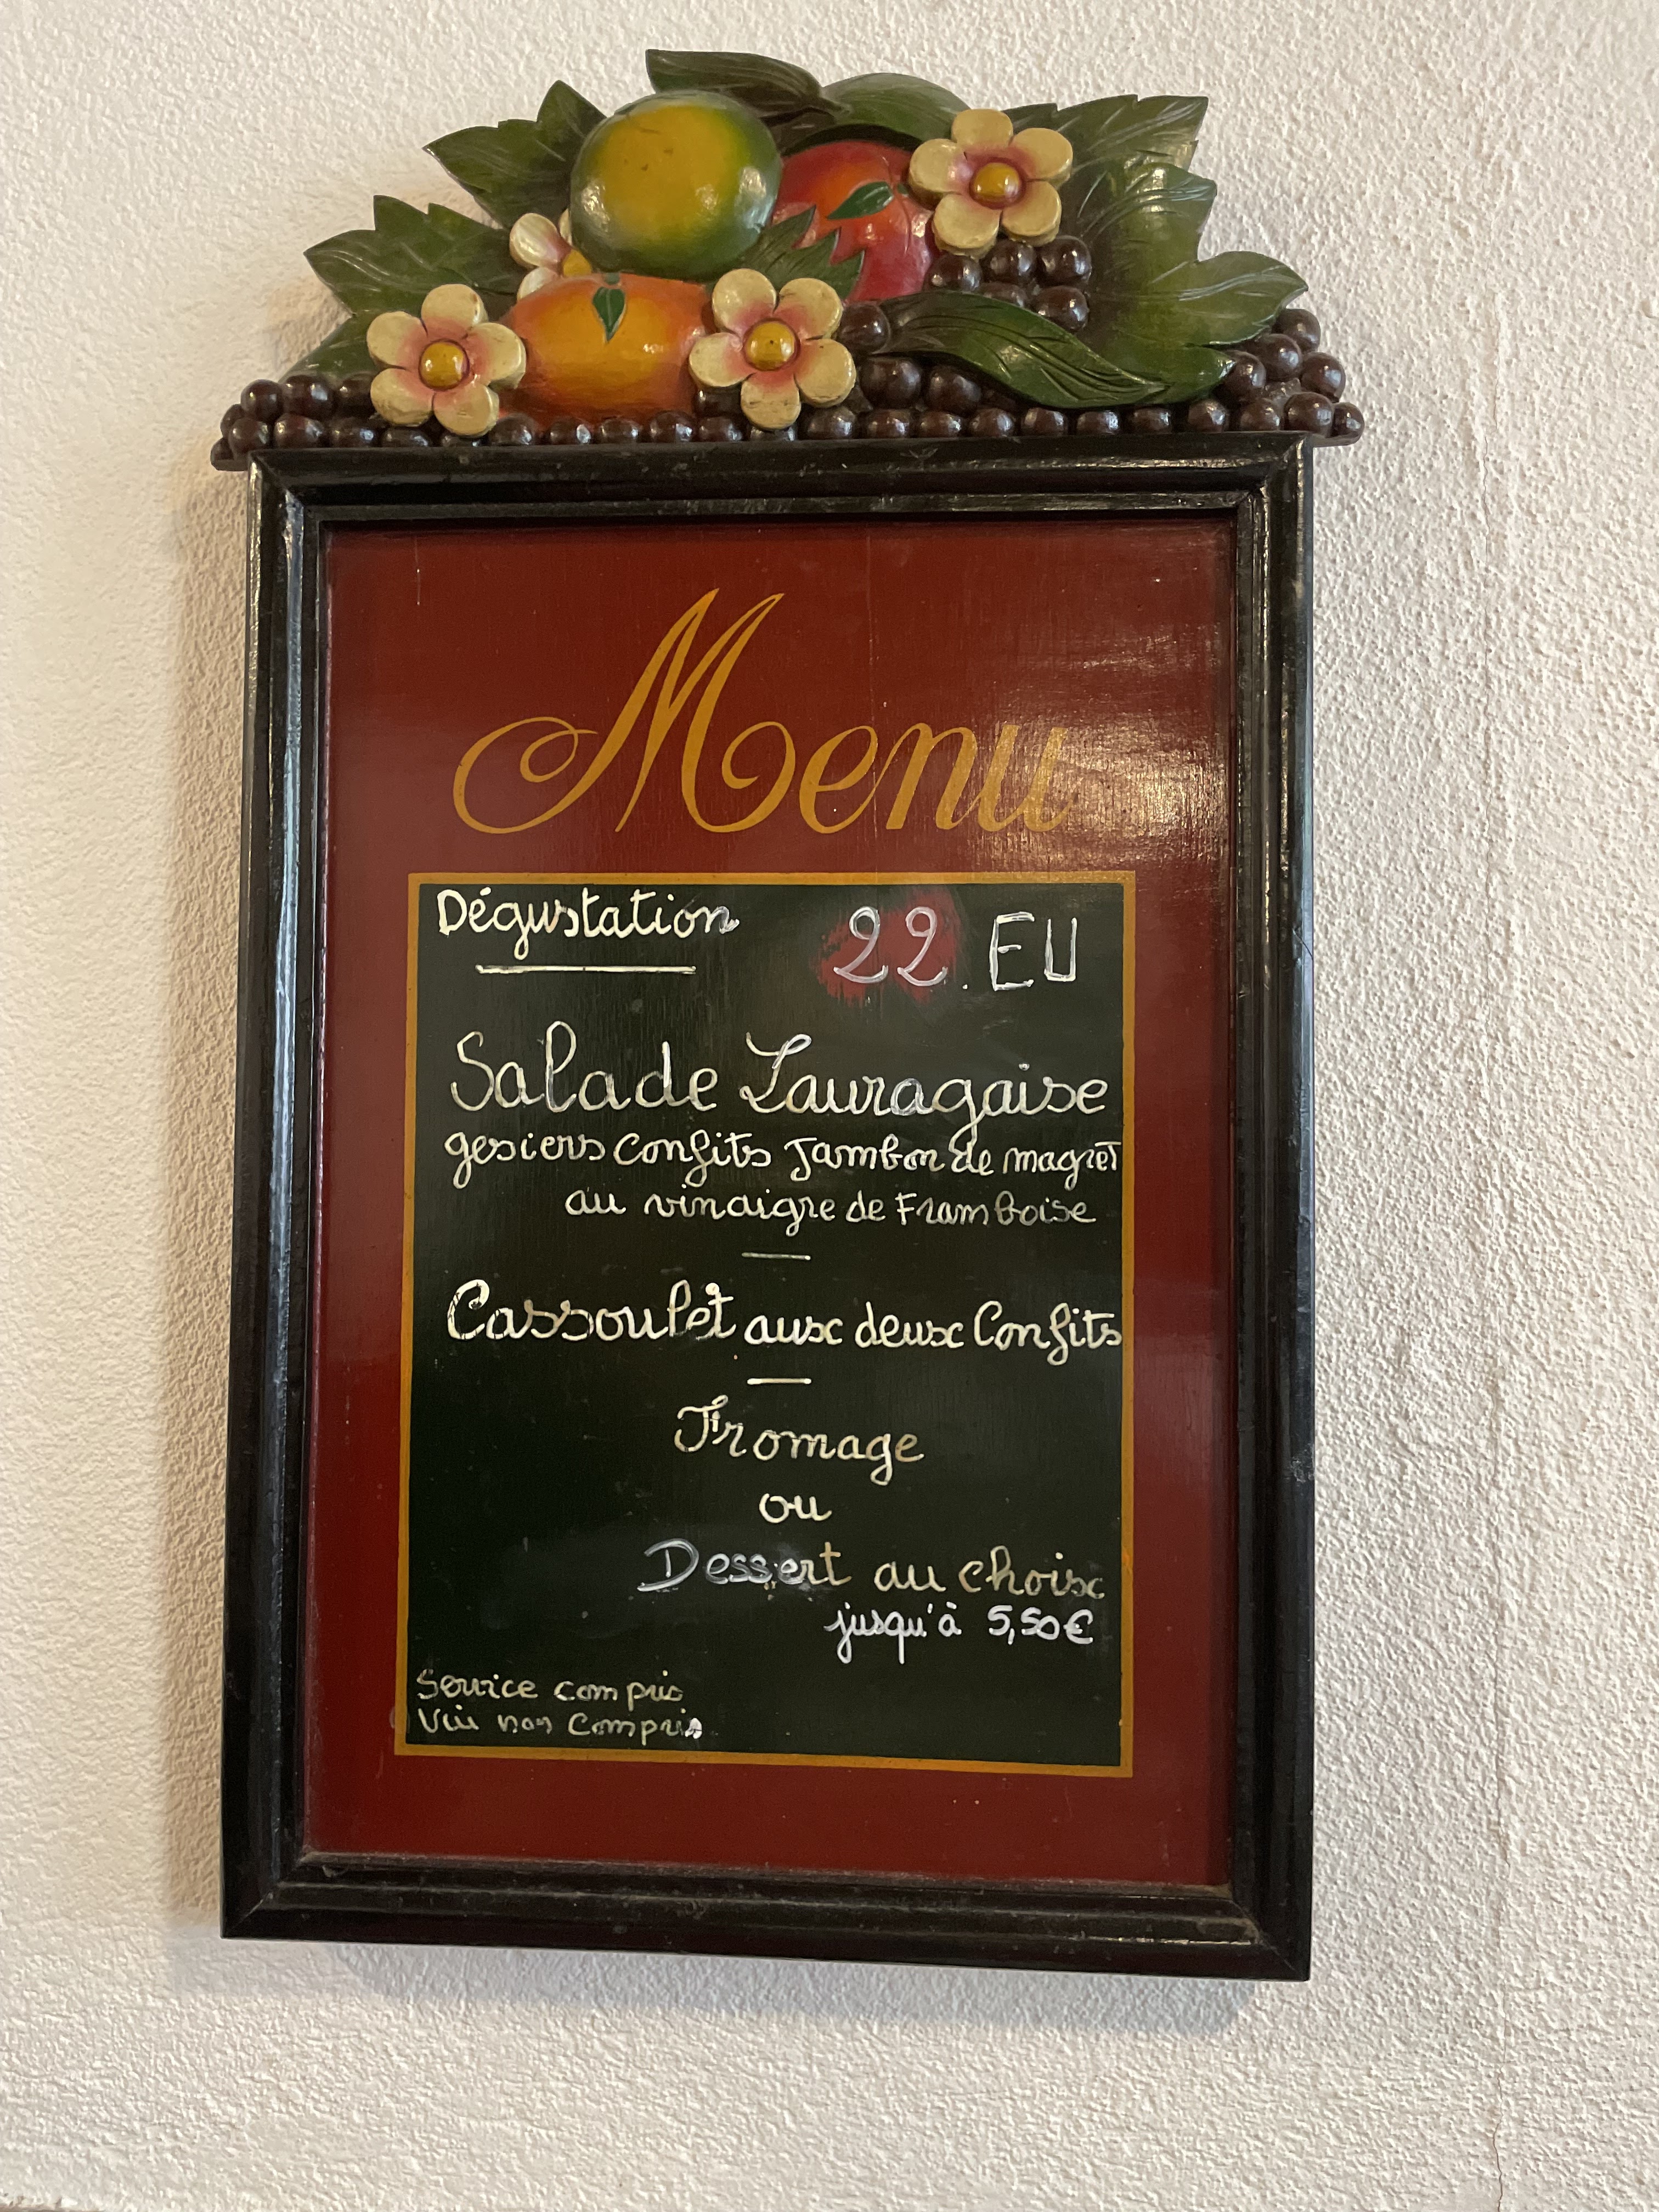 Menu
Dégustation 22. EU
Salade Lauragaise
gesiers confits Jambon de magret
au vinaigre de Framboise
Cassoulet aux deux Confits
Fromage
ou
Dessert au choix
jusqu'à 5,50€
Service compris
Vin non Compris